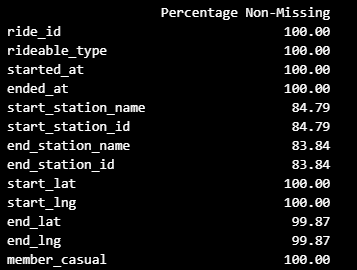 Percentage Non-Missing
ride_id 100.00
rideable_type 100.00
started_at 100.00
ended_at 100.00
start_station_name 84.79
start_station_id 84.79
end_station_name 83.84
end_station_id 83.84
start_lat 100.00
start_lng 100.00
end_lat 99.87
end_lng 99.87
member_casual 100.00